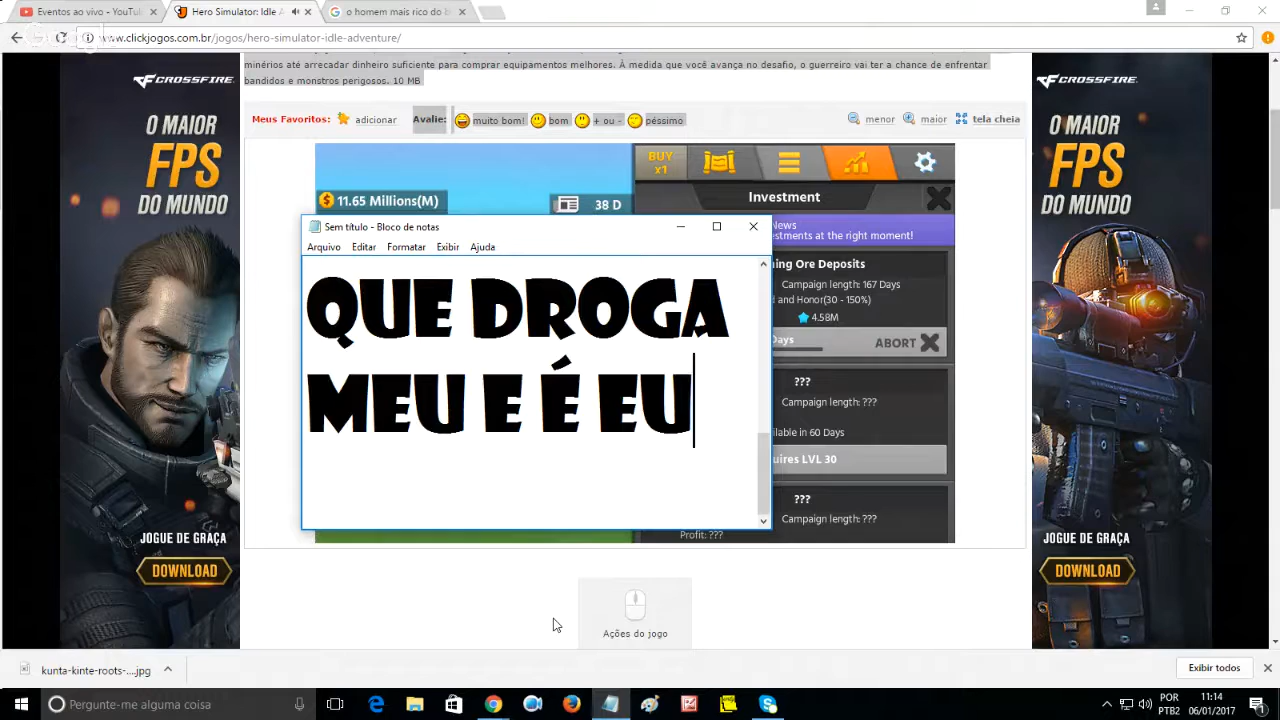 Eventos ao vivo - YouTu
Hero Simulator: Idle A
o homem mais rico do b
www.clickjogos.com.br/jogos/hero-simulator-idle-adventure/
minérios até arrecadar dinheiro suficiente para comprar equipamentos melhores. À medida que você avança no desafio, o guerreiro vai ter a chance de enfrentar
bandidos e monstros perigosos. 10 MB
Meus Favoritos: adicionar Avalie: muito bom! bom + ou - péssimo menor maior tela cheia
CROSSFIRE
O MAIOR
FPS
DO MUNDO
JOGUE DE GRAÇA
DOWNLOAD
11.65 Millions(M)
38 D
BUY
x1
Investment
News
estments at the right moment!
Sem título - Bloco de notas
Arquivo Editar Formatar Exibir Ajuda
QUE DROGA
MEU E É EU
ing Ore Deposits
Campaign length: 167 Days
d and Honor(30 - 150%)
4.58M
Days ABORT
???
Campaign length: ???
ilable in 60 Days
uires LVL 30
???
Campaign length: ???
Profit: ???
Ações do jogo
CROSSFIRE
O MAIOR
FPS
DO MUNDO
JOGUE DE GRAÇA
DOWNLOAD
kunta-kinte-roots-....jpg
Exibir todos
Pergunte-me alguma coisa
POR
PTB2
11:14
06/01/2017